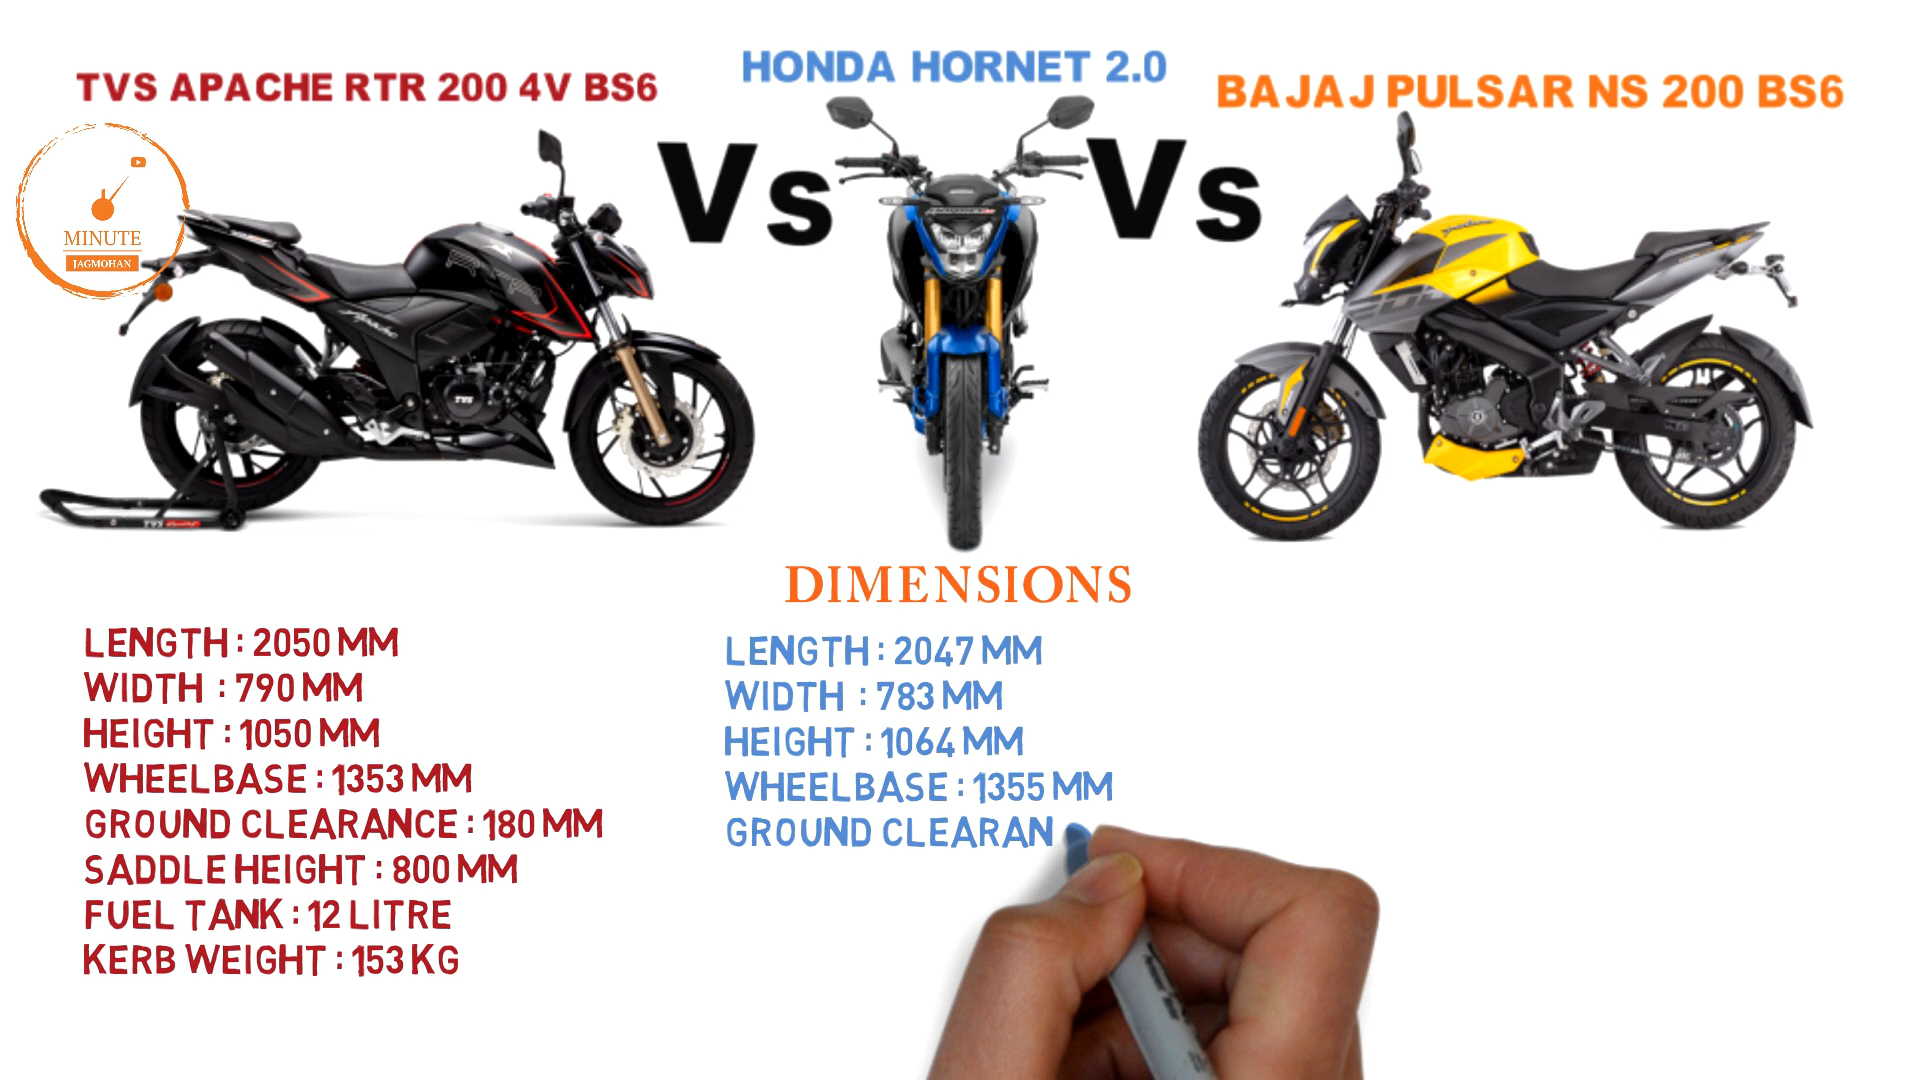 TVS APACHE RTR 200 4V BS6
HONDA HORNET 2.0
BAJAJ PULSAR NS 200 BS6
Vs
Vs
MINUTE
JAGMOHAN
Apache
TVS
TVS
DIMENSIONS
LENGTH : 2050 MM
WIDTH : 790 MM
HEIGHT : 1050 MM
WHEELBASE : 1353 MM
GROUND CLEARANCE : 180 MM
SADDLE HEIGHT : 800 MM
FUEL TANK : 12 LITRE
KERB WEIGHT : 153 KG
LENGTH : 2047 MM
WIDTH : 783 MM
HEIGHT : 1064 MM
WHEELBASE : 1355 MM
GROUND CLEARAN